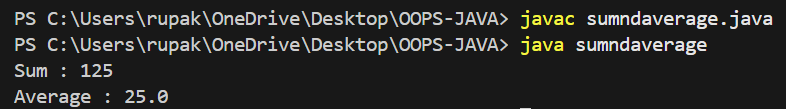 PS C:\Users\rupak\OneDrive\Desktop\OOPS-JAVA> javac sumndaverage.java
PS C:\Users\rupak\OneDrive\Desktop\OOPS-JAVA> java sumndaverage
Sum : 125
Average : 25.0